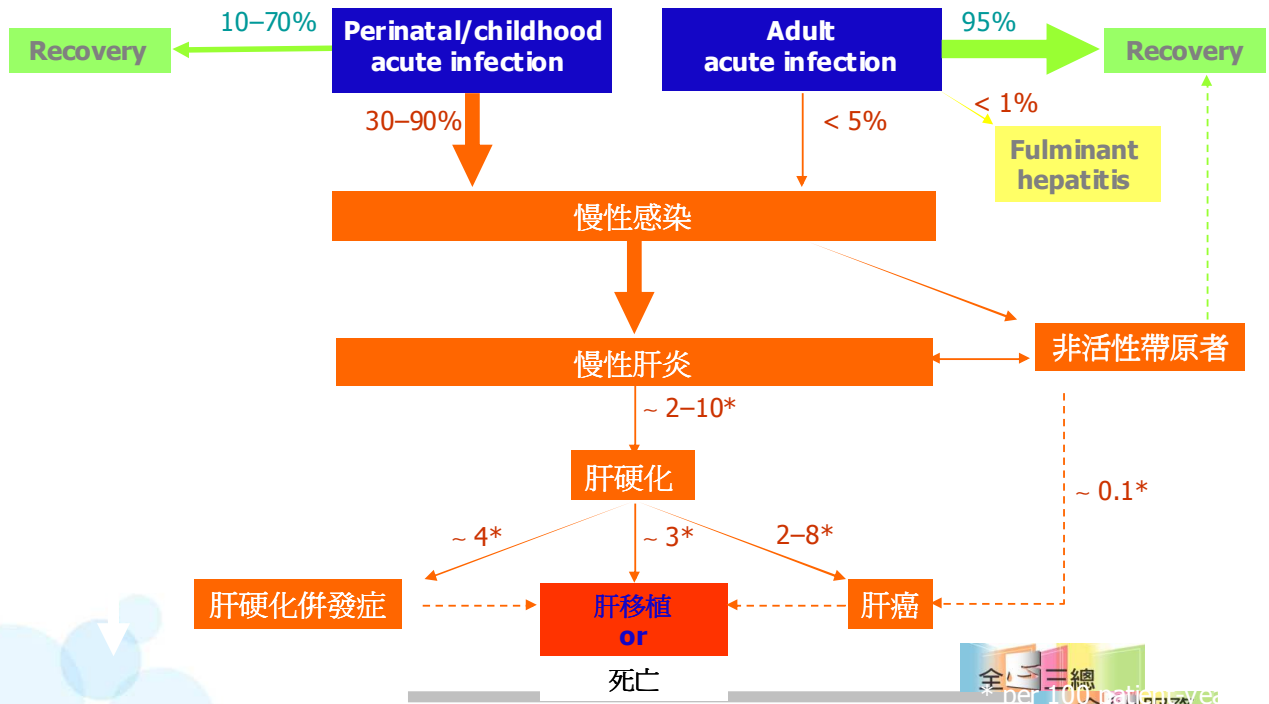 10–70%
Perinatal/childhood
acute infection
Adult
acute infection
95%
Recovery
Recovery
30–90%
< 5%
< 1%
Fulminant
hepatitis
慢性感染
非活性帶原者
慢性肝炎
~ 2–10*
肝硬化
~ 0.1*
~ 4*
~ 3*
2–8*
肝硬化併發症
肝移植
or
肝癌
死亡
全 三總
* per 100 patient-yea